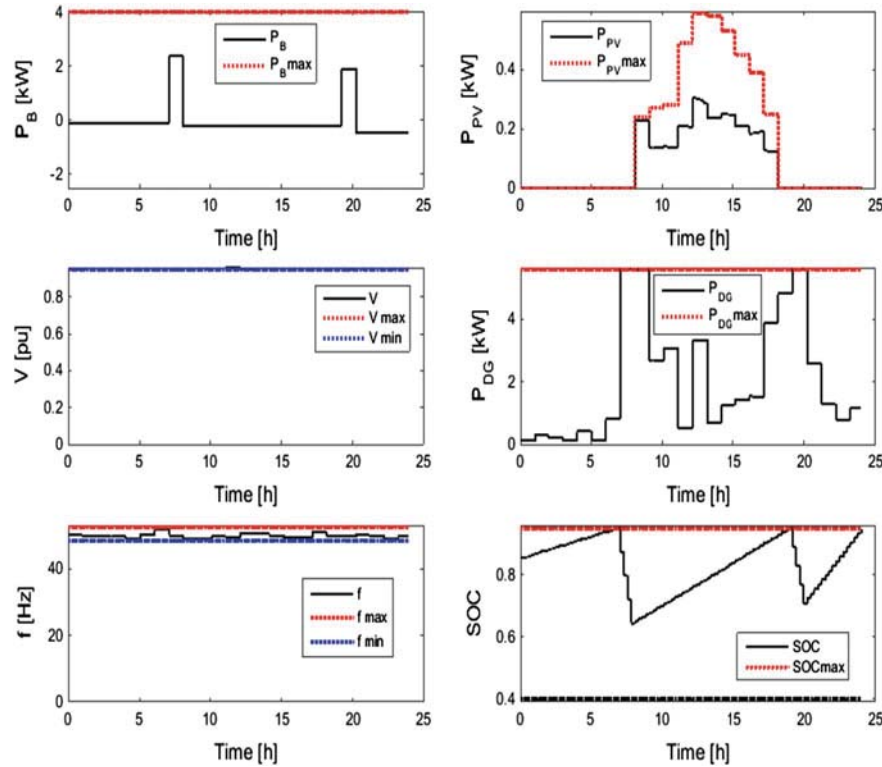 4
2
0
-2
P_B [kW]
P_B
P_B max
0 5 10 15 20 25
Time [h]
0.4
0.2
0
P_PV [kW]
P_PV
P_PV max
0 5 10 15 20 25
Time [h]
0.8
0.6
0.4
0.2
0
V [pu]
V
V max
V min
0 5 10 15 20 25
Time [h]
4
2
0
P_DG [kW]
P_DG
P_DG max
0 5 10 15 20 25
Time [h]
40
20
0
f [Hz]
f
f max
f min
0 5 10 15 20 25
Time [h]
0.8
0.6
0.4
SOC
SOC
SOCmax
0 5 10 15 20 25
Time [h]